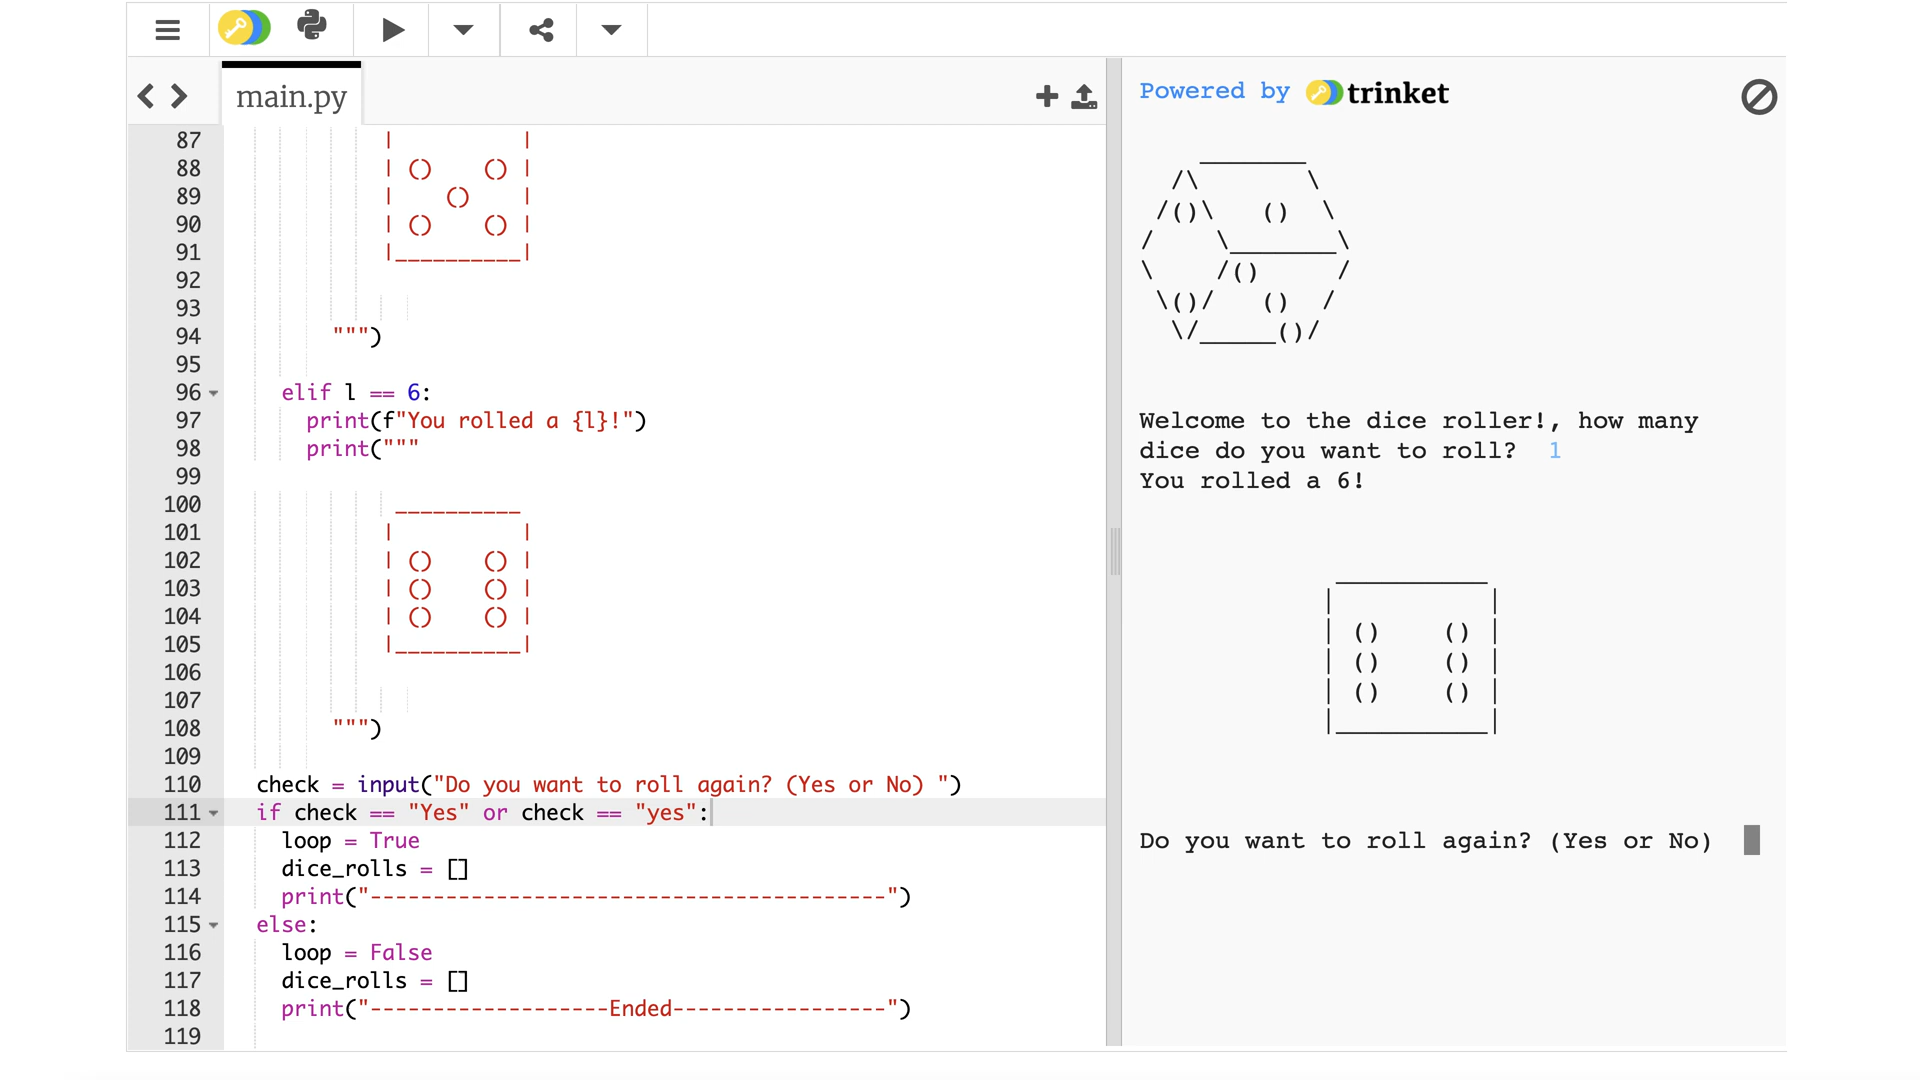 main.py
87 | |
88 | () () |
89 | () |
90 | () () |
91 |__________|
92
93
94 """)
95
96 elif l == 6:
97 print(f"You rolled a {l}!")
98 print("""
99
100 __________
101 | |
102 | () () |
103 | () () |
104 | () () |
105 |__________|
106
107
108 """)
109
110 check = input("Do you want to roll again? (Yes or No) ")
111 if check == "Yes" or check == "yes":
112 loop = True
113 dice_rolls = []
114 print("-----------------------------------------")
115 else:
116 loop = False
117 dice_rolls = []
118 print("-------------------Ended-----------------")
119
Powered by trinket
_______
/\ \
/()\ () \
/ \_______\
\ /() /
\()/ () /
\/_____()/
Welcome to the dice roller!, how many
dice do you want to roll? 1
You rolled a 6!
__________
| |
| () () |
| () () |
| () () |
|__________|
Do you want to roll again? (Yes or No)